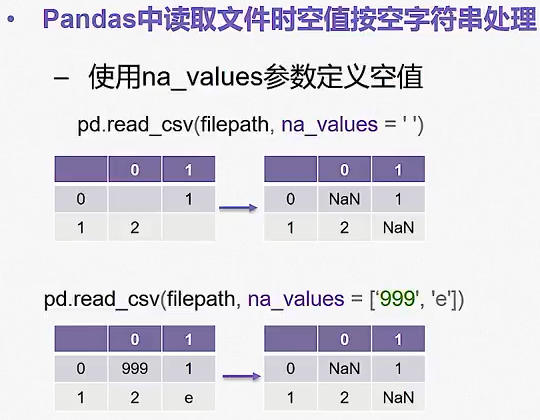 • Pandas中读取文件时空值按空字符串处理
– 使用na_values参数定义空值
pd.read_csv(filepath, na_values = ' ')
0 1 0 1
0 1 0 NaN 1
1 2 1 2 NaN
pd.read_csv(filepath, na_values = ['999', 'e'])
0 1 0 1
0 999 1 0 NaN 1
1 2 e 1 2 NaN